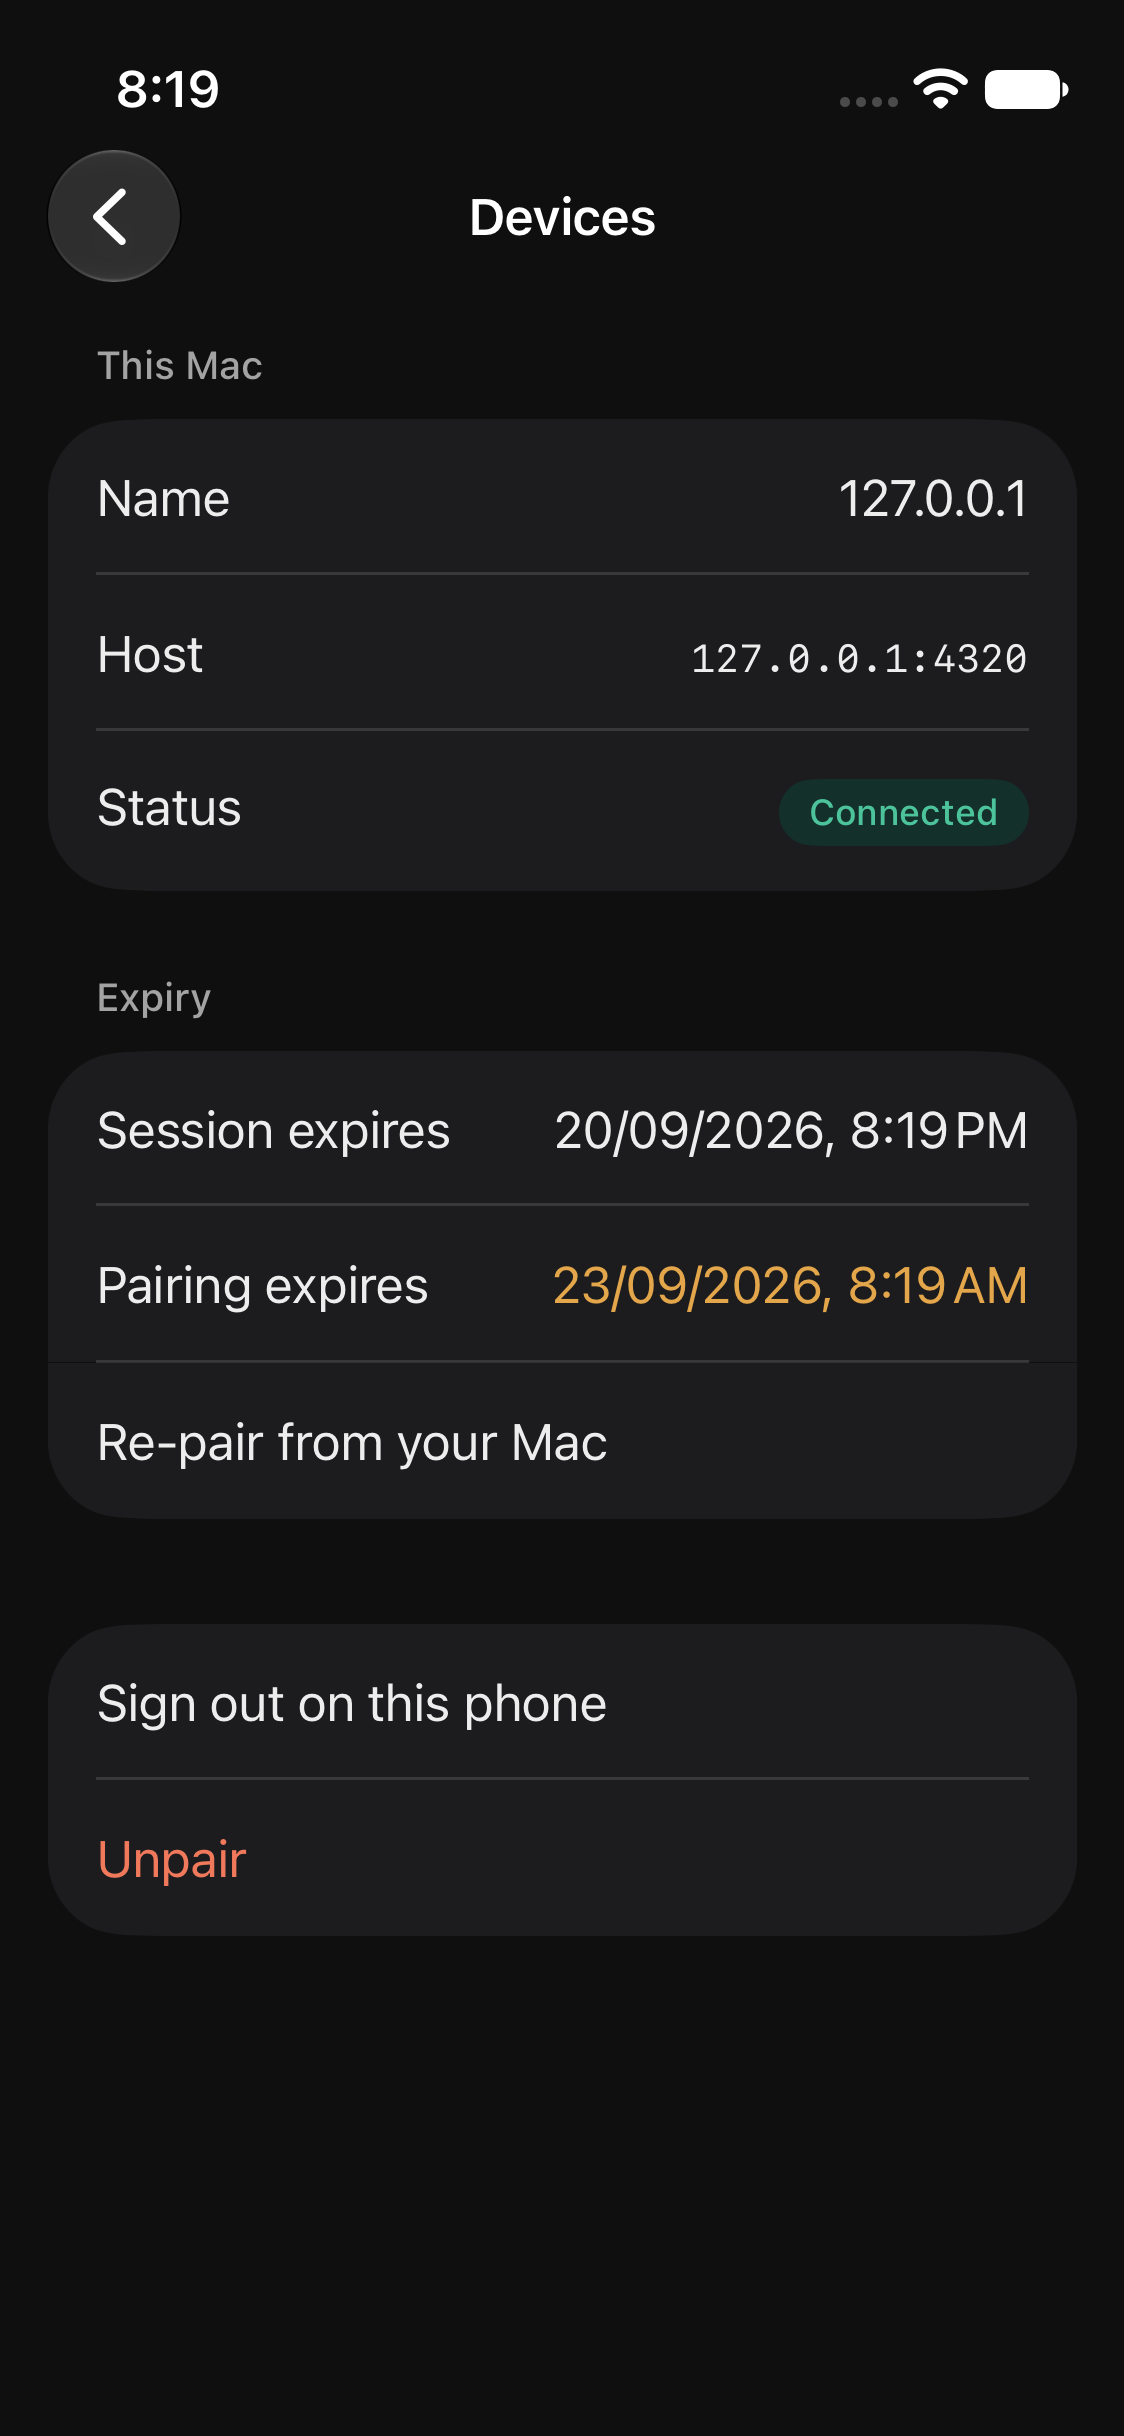 8:19
Devices
This Mac
Name 127.0.0.1
Host 127.0.0.1:4320
Status Connected
Expiry
Session expires 20/09/2026, 8:19 PM
Pairing expires 23/09/2026, 8:19 AM
Re-pair from your Mac
Sign out on this phone
Unpair